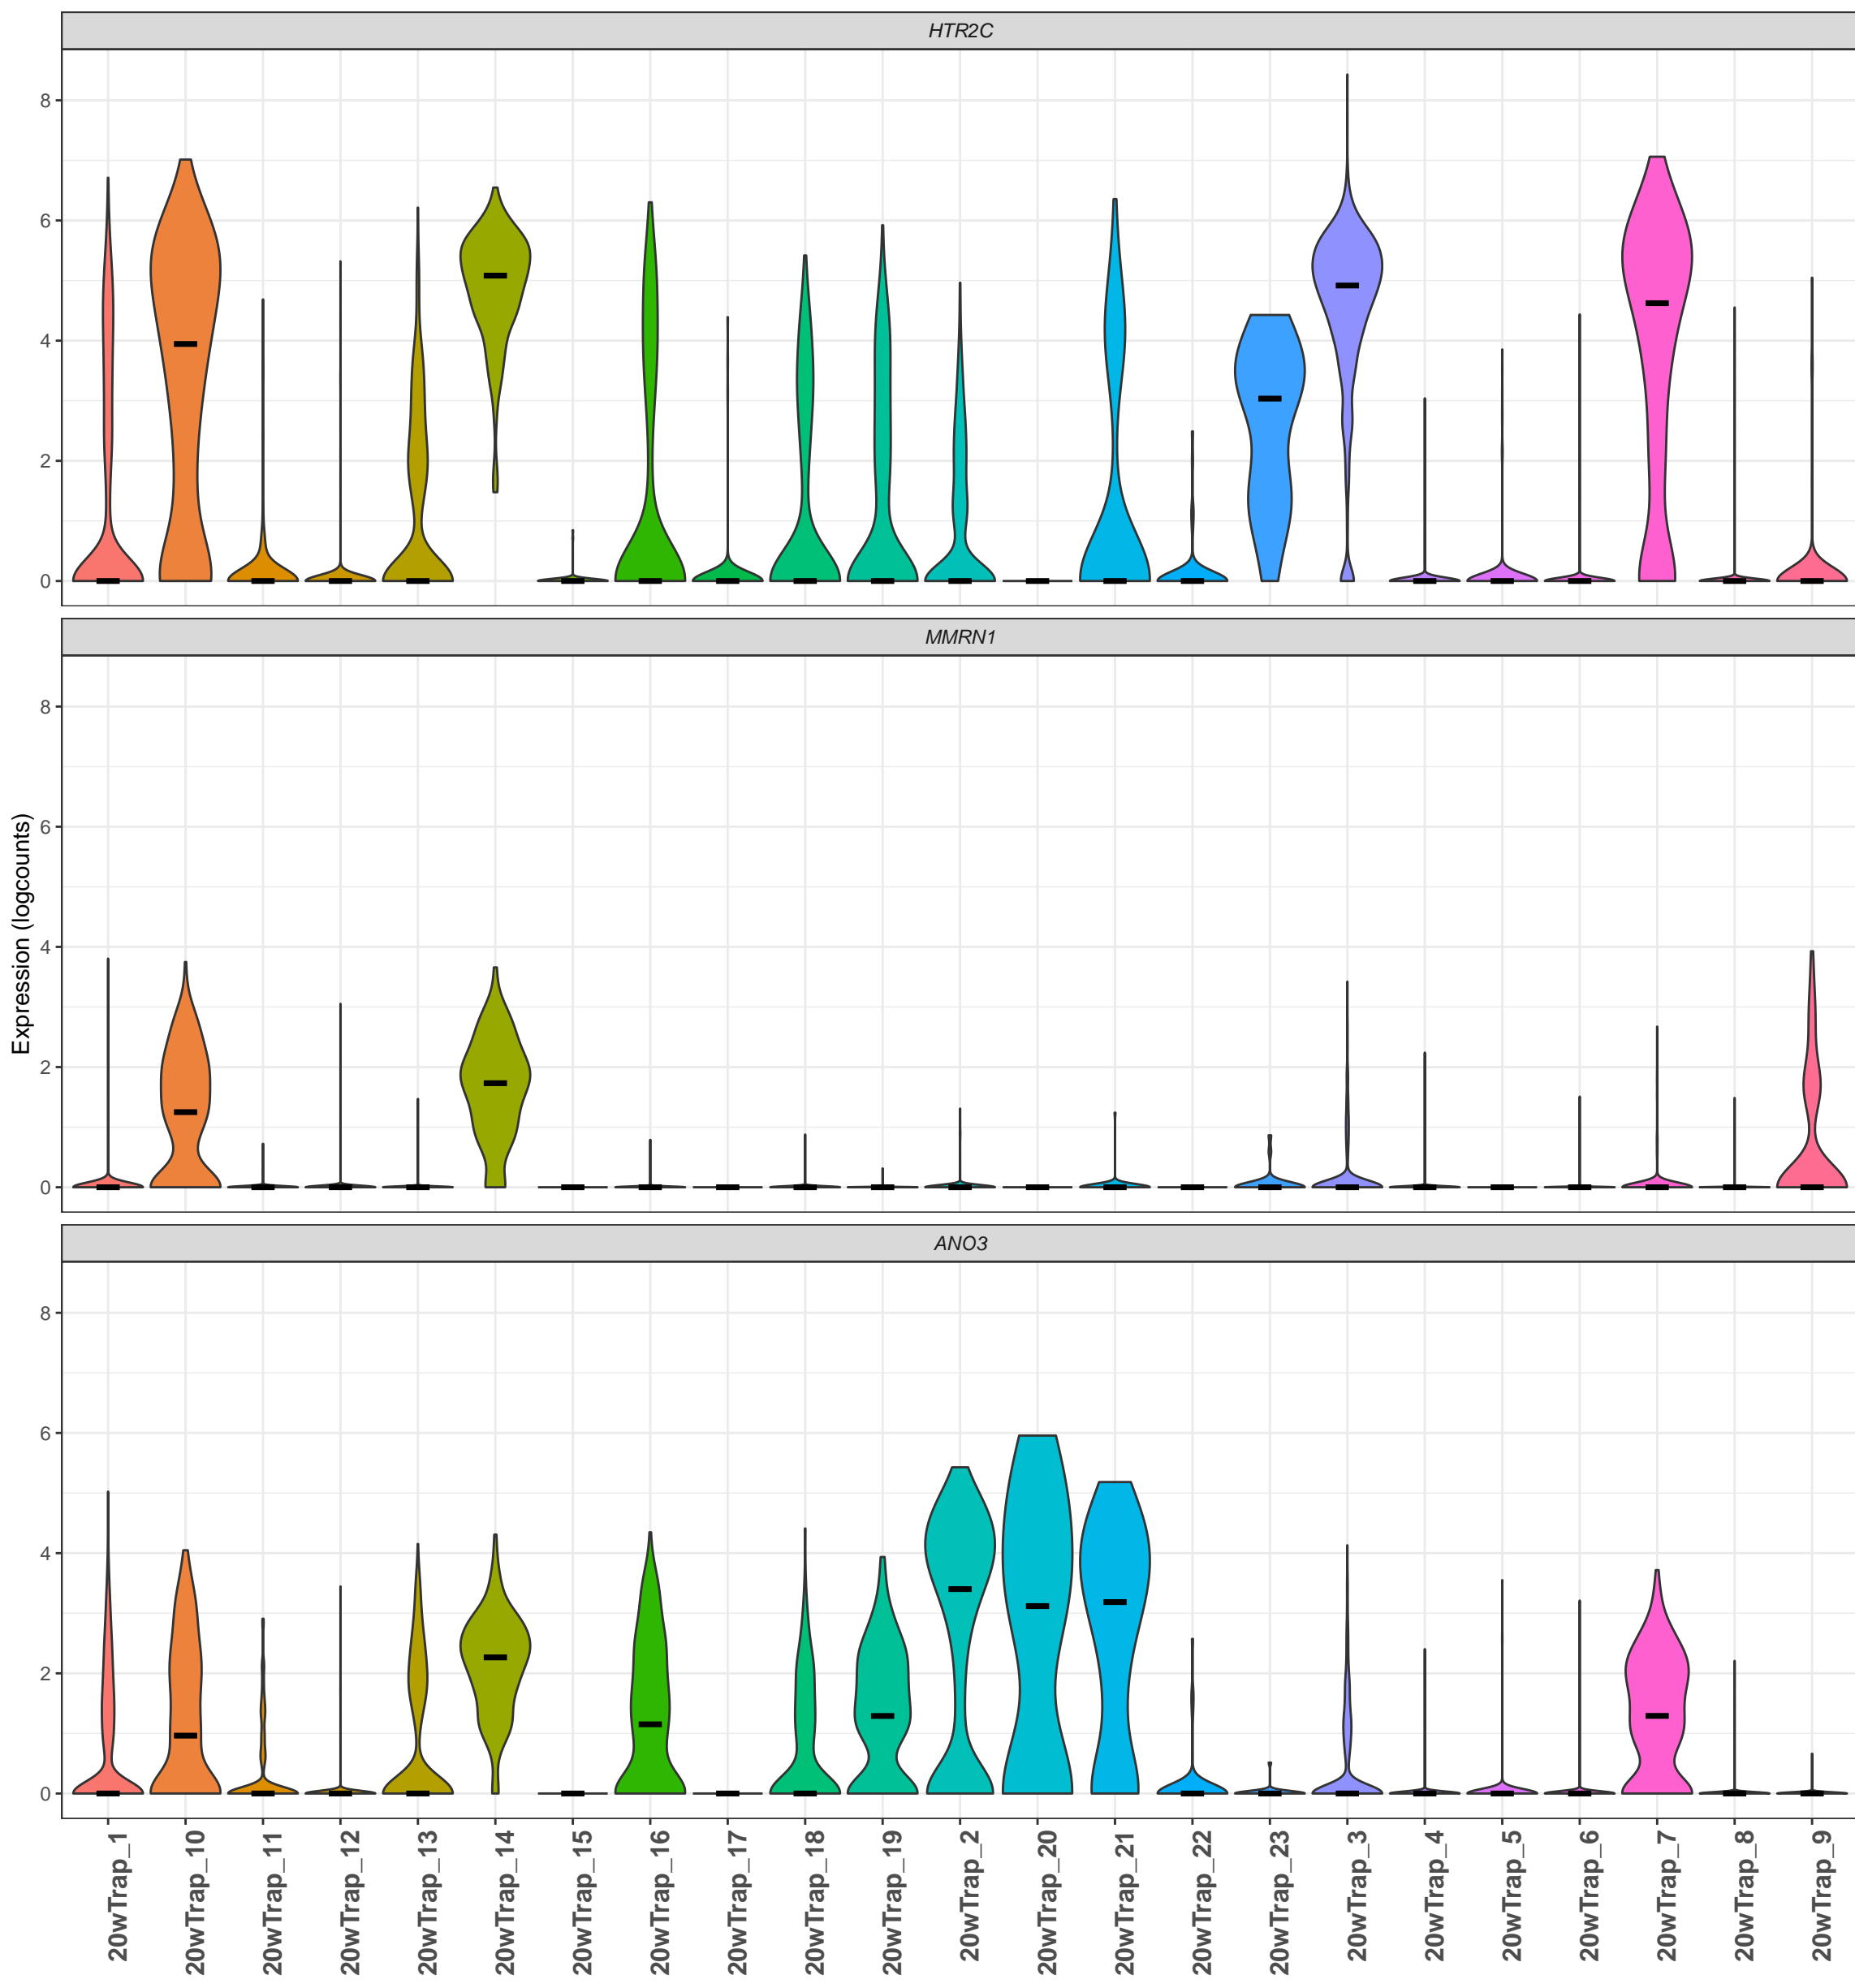 HTR2C
8
6
4
2
0
MMRN1
8
6
4
2
0
Expression (logcounts)
ANO3
8
6
4
2
0
20wTrap_1
20wTrap_10
20wTrap_11
20wTrap_12
20wTrap_13
20wTrap_14
20wTrap_15
20wTrap_16
20wTrap_17
20wTrap_18
20wTrap_19
20wTrap_2
20wTrap_20
20wTrap_21
20wTrap_22
20wTrap_23
20wTrap_3
20wTrap_4
20wTrap_5
20wTrap_6
20wTrap_7
20wTrap_8
20wTrap_9